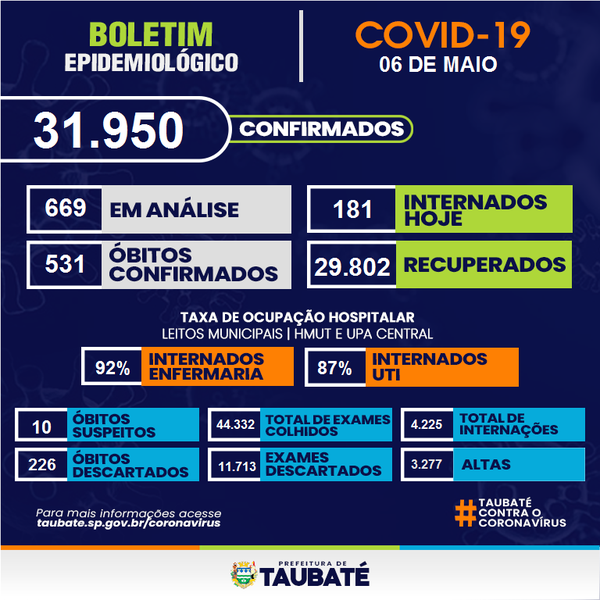 BOLETIM
EPIDEMIOLÓGICO
COVID-19
06 DE MAIO
31.950 CONFIRMADOS
669 EM ANÁLISE
181 INTERNADOS
HOJE
531 ÓBITOS
CONFIRMADOS
29.802 RECUPERADOS
TAXA DE OCUPAÇÃO HOSPITALAR
LEITOS MUNICIPAIS | HMUT E UPA CENTRAL
92% INTERNADOS
ENFERMARIA
87% INTERNADOS
UTI
10 ÓBITOS
SUSPEITOS
44.332 TOTAL DE EXAMES
COLHIDOS
4.225 TOTAL DE
INTERNAÇÕES
226 ÓBITOS
DESCARTADOS
11.713 EXAMES
DESCARTADOS
3.277 ALTAS
Para mais informações acesse
taubate.sp.gov.br/coronavírus
#TAUBATÉ
CONTRA O
CORONAVÍRUS
PREFEITURA DE
TAUBATÉ